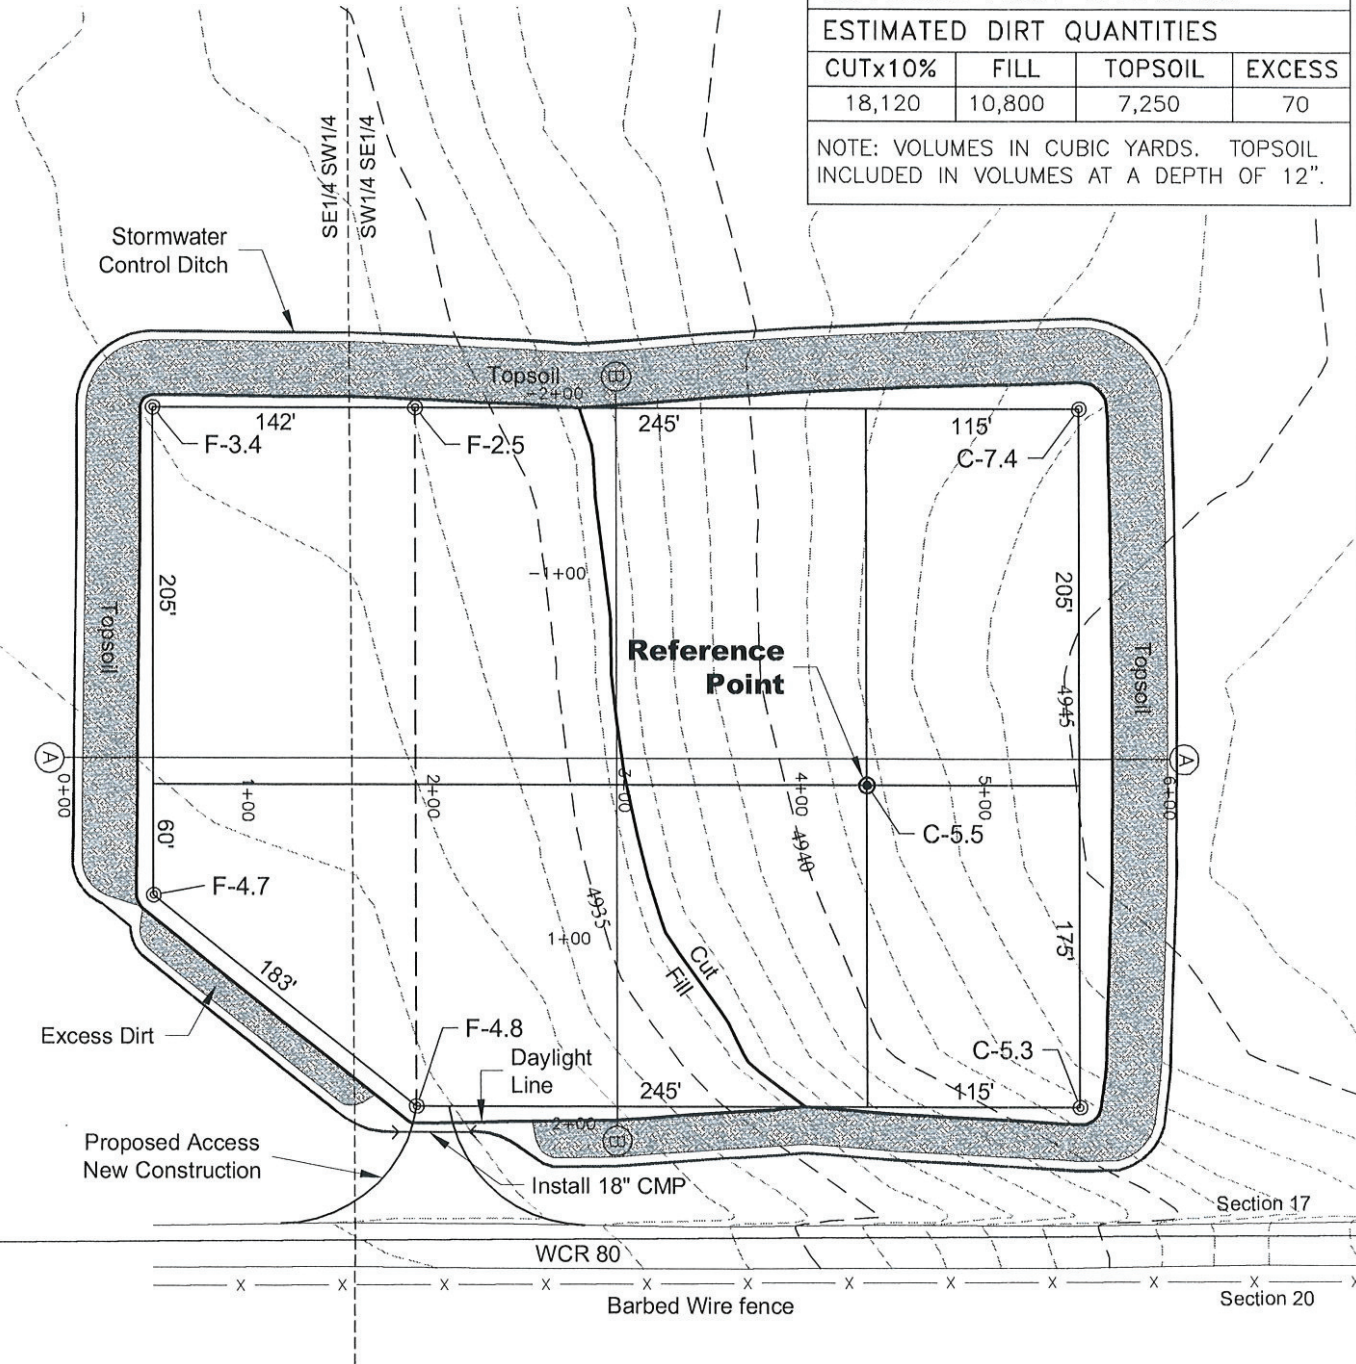 ESTIMATED DIRT QUANTITIES
CUTx10% FILL TOPSOIL EXCESS
18,120 10,800 7,250 70
NOTE: VOLUMES IN CUBIC YARDS. TOPSOIL
INCLUDED IN VOLUMES AT A DEPTH OF 12".
SE1/4 SW1/4
SW1/4 SE1/4
Stormwater
Control Ditch
Topsoil
B
-2+00
142'
245'
115'
F-3.4
F-2.5
C-7.4
-1+00
205'
205'
Topsoil
Reference
Point
Topsoil
4945
A
0+00
1+00
2+00
3+00
4+00
5+00
6+00
A
60'
C-5.5
4940
F-4.7
4935
1+00
175'
Cut
Fill
183'
Excess Dirt
F-4.8
Daylight
Line
C-5.3
245'
115'
2+00
B
Proposed Access
New Construction
Install 18" CMP
Section 17
WCR 80
X X X X X X X X X X X X
Barbed Wire fence
Section 20